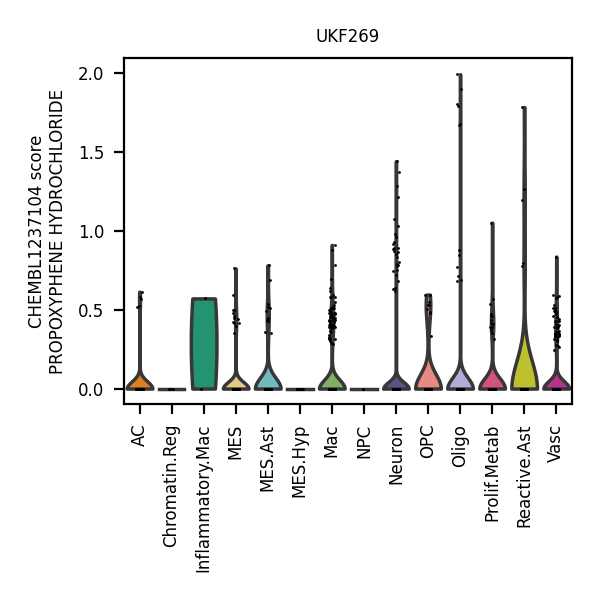 UKF269
CHEMBL1237104 score
PROPOXYPHENE HYDROCHLORIDE
2.0
1.5
1.0
0.5
0.0
AC
Chromatin.Reg
Inflammatory.Mac
MES
MES.Ast
MES.Hyp
Mac
NPC
Neuron
OPC
Oligo
Prolif.Metab
Reactive.Ast
Vasc